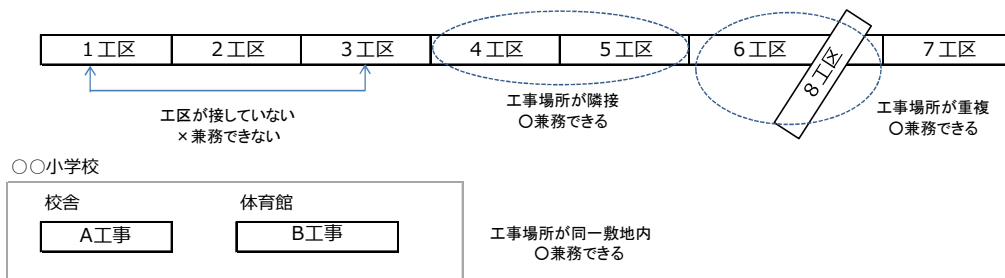 1工区
2工区
3工区
4工区
5工区
6工区
8工区
7工区
工区が接していない
×兼務できない
工事場所が隣接
○兼務できる
工事場所が重複
○兼務できる
○○小学校
校舎
体育館
A工事
B工事
工事場所が同一敷地内
○兼務できる